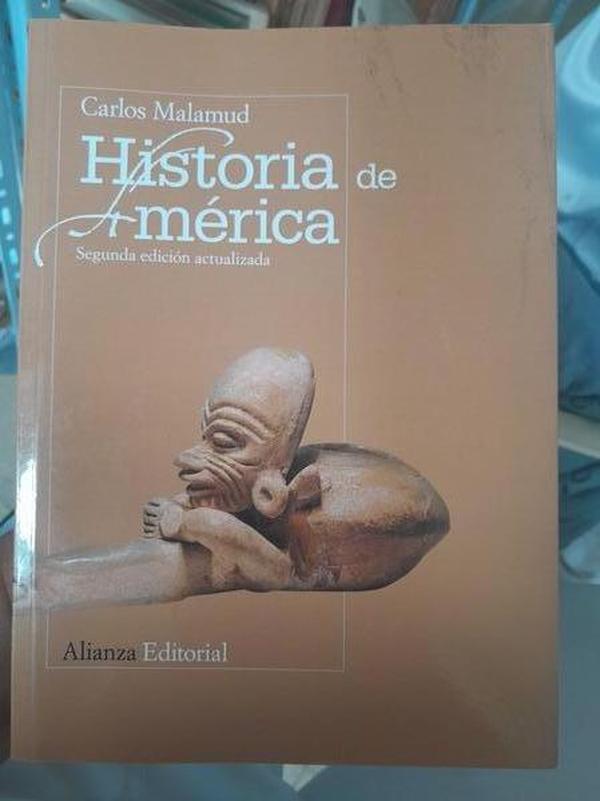 Carlos Malamud
Historia de
América
Segunda edición actualizada
Alianza Editorial